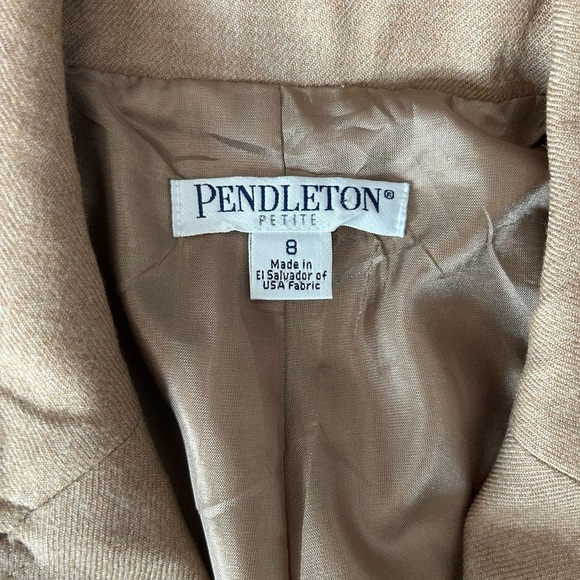 PENDLETON®
PETITE
8
Made in
El Salvador of
USA Fabric